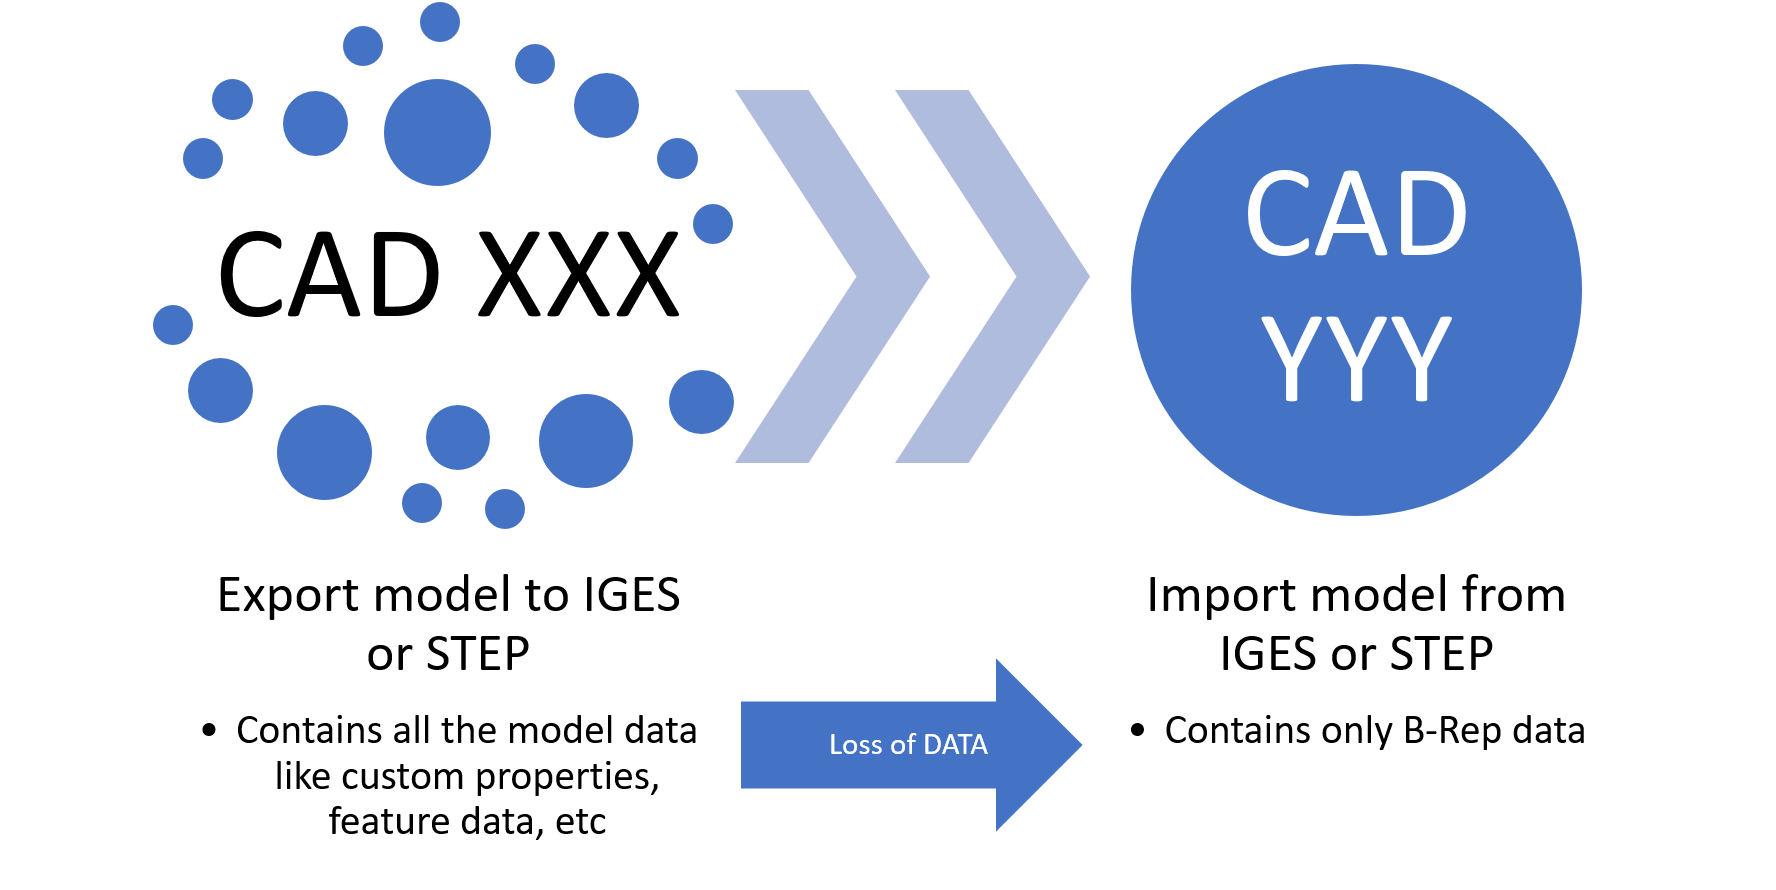 CAD XXX
CAD
YYY
Export model to IGES
or STEP
• Contains all the model data
like custom properties,
feature data, etc
Loss of DATA
Import model from
IGES or STEP
• Contains only B-Rep data